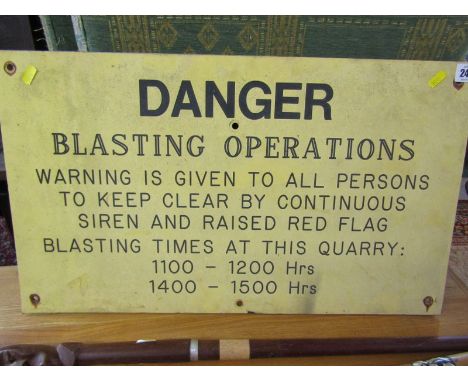 DANGER
BLASTING OPERATIONS
WARNING IS GIVEN TO ALL PERSONS
TO KEEP CLEAR BY CONTINUOUS
SIREN AND RAISED RED FLAG
BLASTING TIMES AT THIS QUARRY:
1100 - 1200 Hrs
1400 - 1500 Hrs